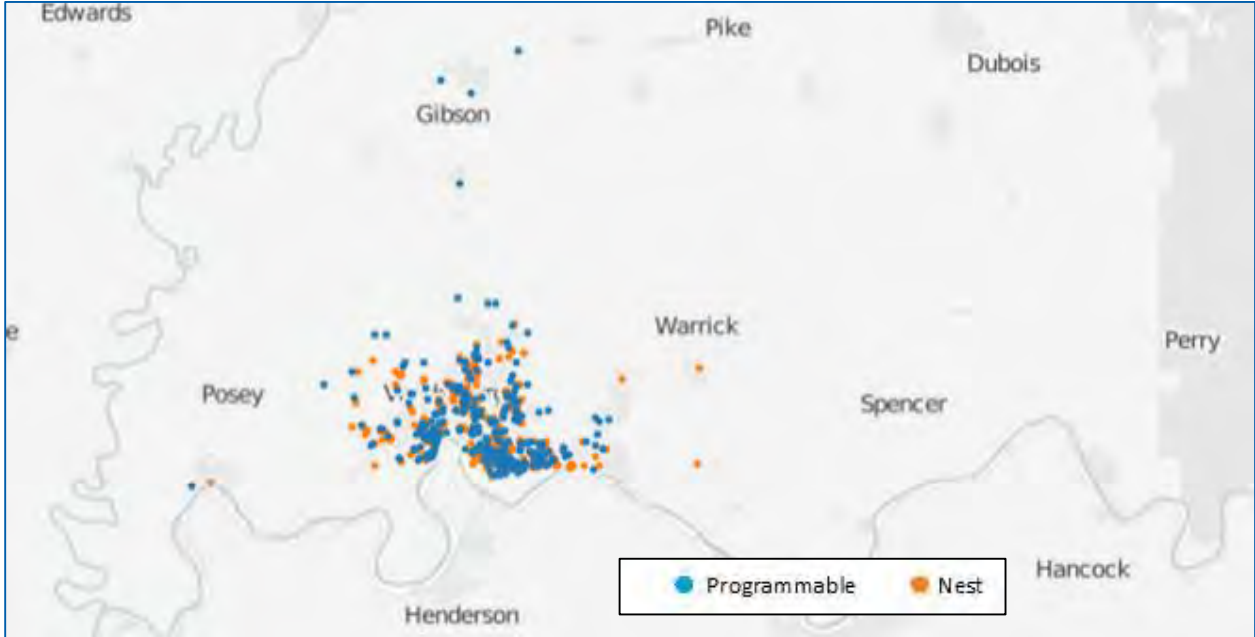 Edwards
Pike
Dubois
Gibson
e
Warrick
Perry
Posey
Spencer
Programmable
Nest
Hancock
Henderson